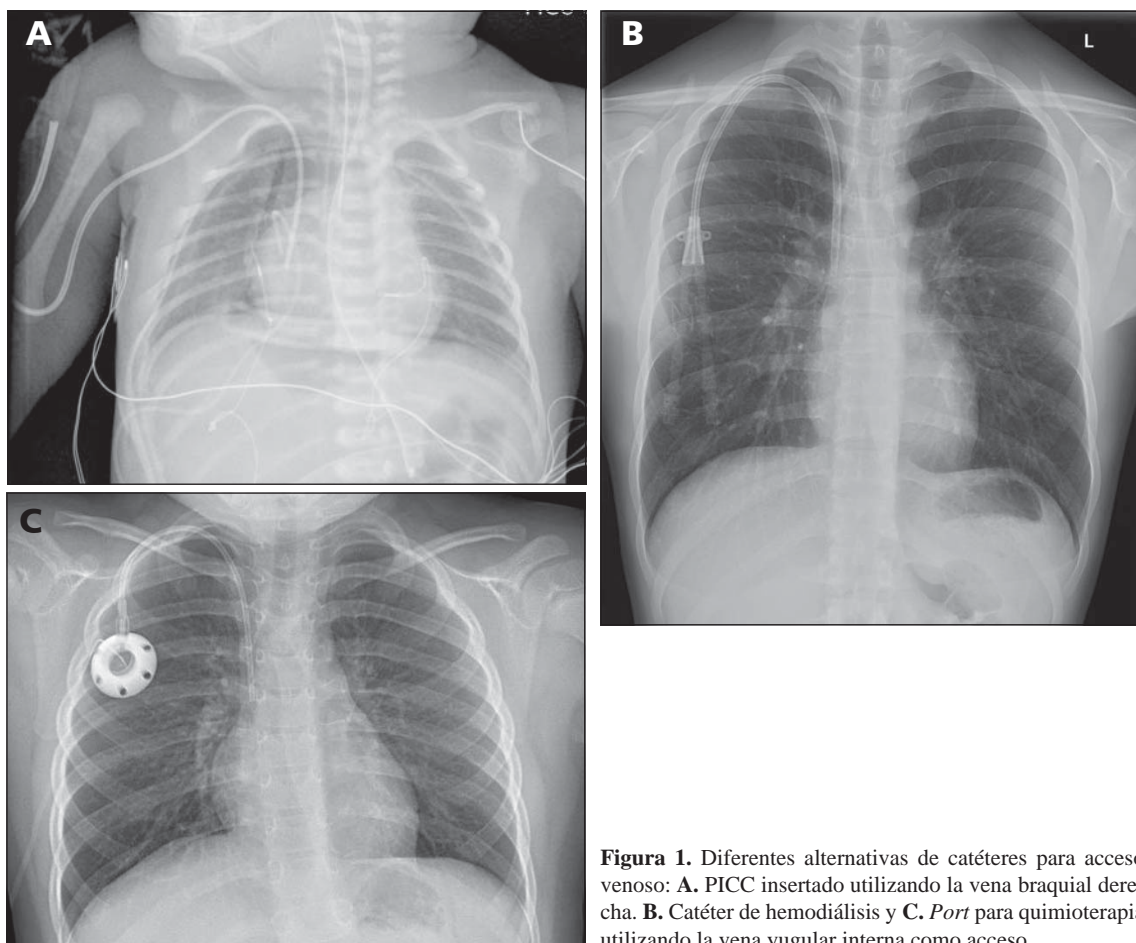 A
B
L
C
Figura 1. Diferentes alternativas de catéteres para acceso
venoso: A. PICC insertado utilizando la vena braquial dere-
cha. B. Catéter de hemodiálisis y C. Port para quimioterapia
utilizando la vena yugular interna como acceso.